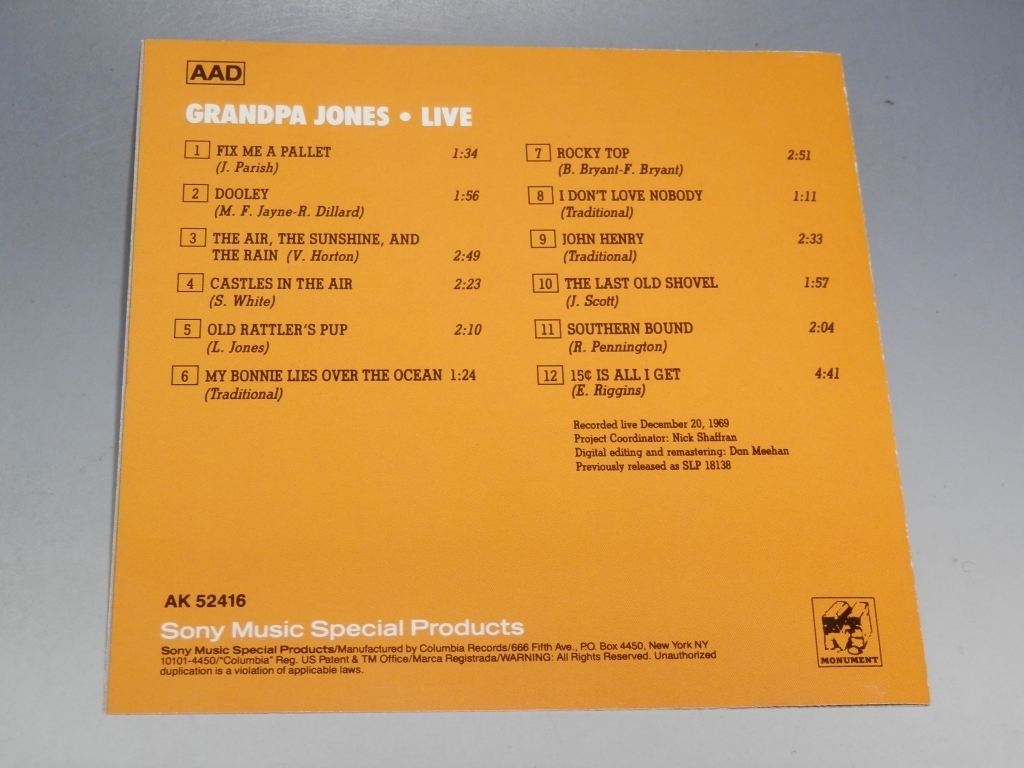 AAD
GRANDPA JONES • LIVE
1 FIX ME A PALLET 1:34
(J. Parish)
2 DOOLEY 1:56
(M. F. Jayne-R. Dillard)
3 THE AIR, THE SUNSHINE, AND
THE RAIN (V. Horton) 2:49
4 CASTLES IN THE AIR 2:23
(S. White)
5 OLD RATTLER'S PUP 2:10
(L. Jones)
6 MY BONNIE LIES OVER THE OCEAN 1:24
(Traditional)
7 ROCKY TOP 2:51
(B. Bryant-F. Bryant)
8 I DON'T LOVE NOBODY 1:11
(Traditional)
9 JOHN HENRY 2:33
(Traditional)
10 THE LAST OLD SHOVEL 1:57
(J. Scott)
11 SOUTHERN BOUND 2:04
(R. Pennington)
12 15¢ IS ALL I GET 4:41
(E. Riggins)
Recorded live December 20, 1969
Project Coordinator: Nick Shaffran
Digital editing and remastering: Don Meehan
Previously released as SLP 18138
AK 52416
Sony Music Special Products
Sony Music Special Products/Manufactured by Columbia Records/666 Fifth Ave., P.O. Box 4450, New York NY
10101-4450/"Columbia" Reg. US Patent & TM Office/Marca Registrada/WARNING: All Rights Reserved. Unauthorized
duplication is a violation of applicable laws.
MONUMENT